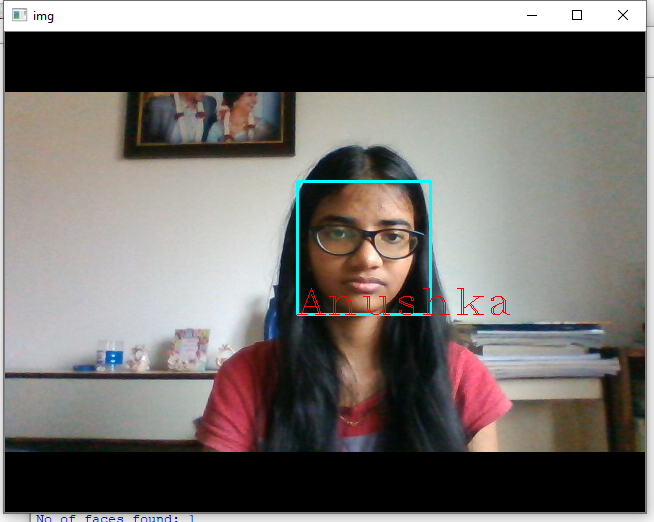 img
Anushka
No of faces found: 1